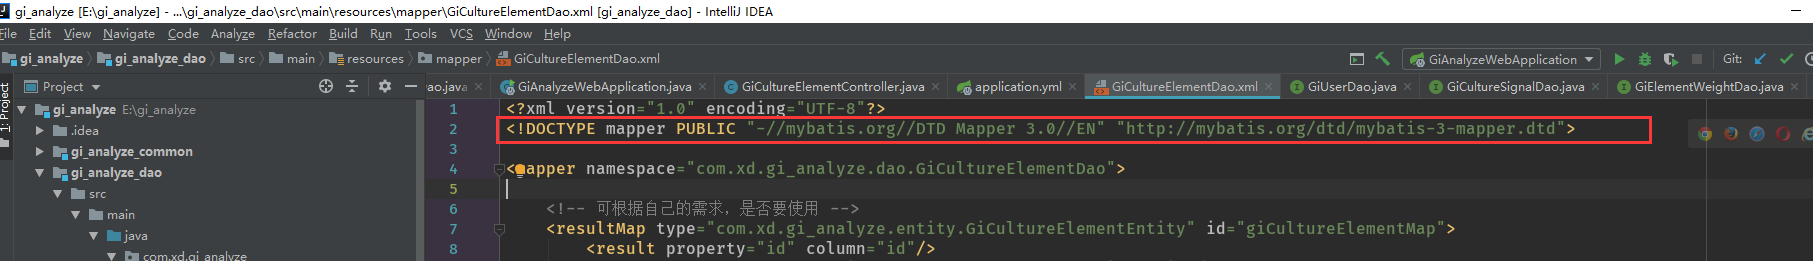 gi_analyze [E:\gi_analyze] - ...\gi_analyze_dao\src\main\resources\mapper\GiCultureElementDao.xml [gi_analyze_dao] - IntelliJ IDEA
File Edit View Navigate Code Analyze Refactor Build Run Tools VCS Window Help
gi_analyze gi_analyze_dao src main resources mapper GiCultureElementDao.xml GiAnalyzeWebApplication Git:
Project ao.java GiAnalyzeWebApplication.java GiCultureElementController.java application.yml GiCultureElementDao.xml GiUserDao.java GiCultureSignalDao.java GiElementWeightDao.java
1: Project
gi_analyze E:\gi_analyze
.idea
gi_analyze_common
gi_analyze_dao
src
main
java
com.xd.gi_analyze
1 <?xml version="1.0" encoding="UTF-8"?>
2 <!DOCTYPE mapper PUBLIC "-//mybatis.org//DTD Mapper 3.0//EN" "http://mybatis.org/dtd/mybatis-3-mapper.dtd">
3
4 <mapper namespace="com.xd.gi_analyze.dao.GiCultureElementDao">
5
6 <!-- 可根据自己的需求，是否要使用 -->
7 <resultMap type="com.xd.gi_analyze.entity.GiCultureElementEntity" id="giCultureElementMap">
8 <result property="id" column="id"/>